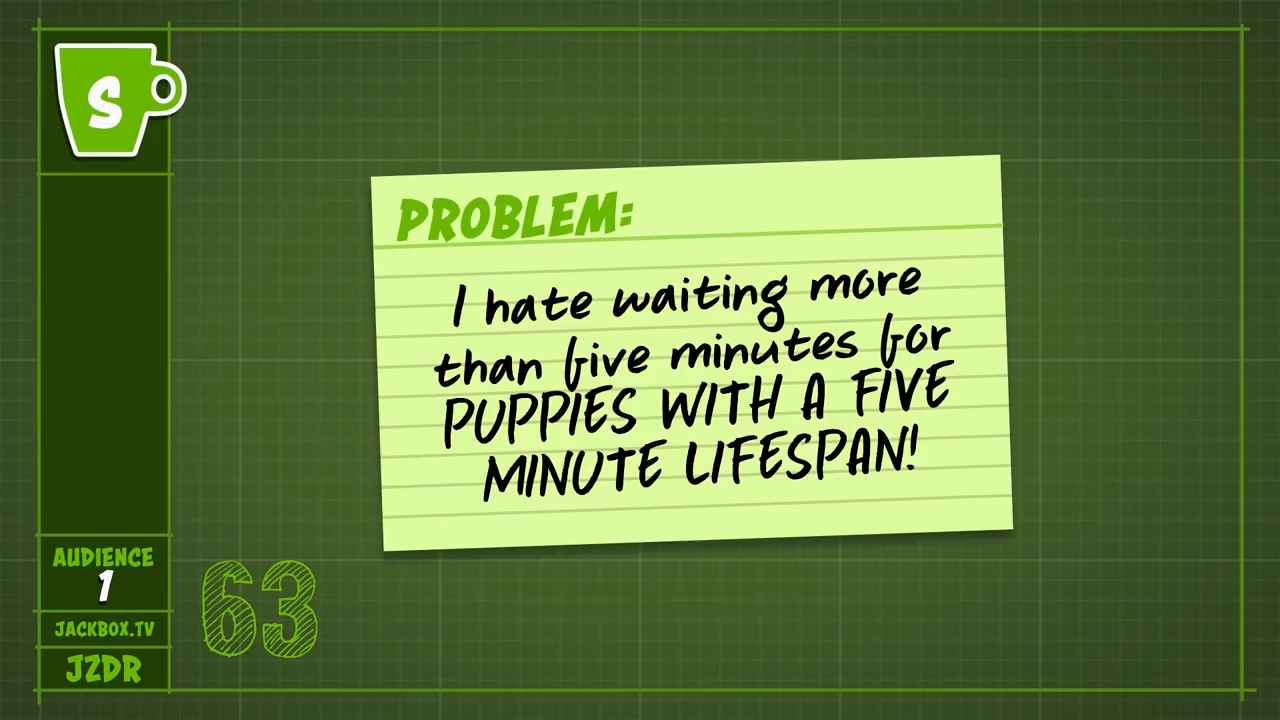 S
PROBLEM:
I hate waiting more
than five minutes for
PUPPIES WITH A FIVE
MINUTE LIFESPAN!
AUDIENCE
1
JACKBOX.TV
JZDR
63